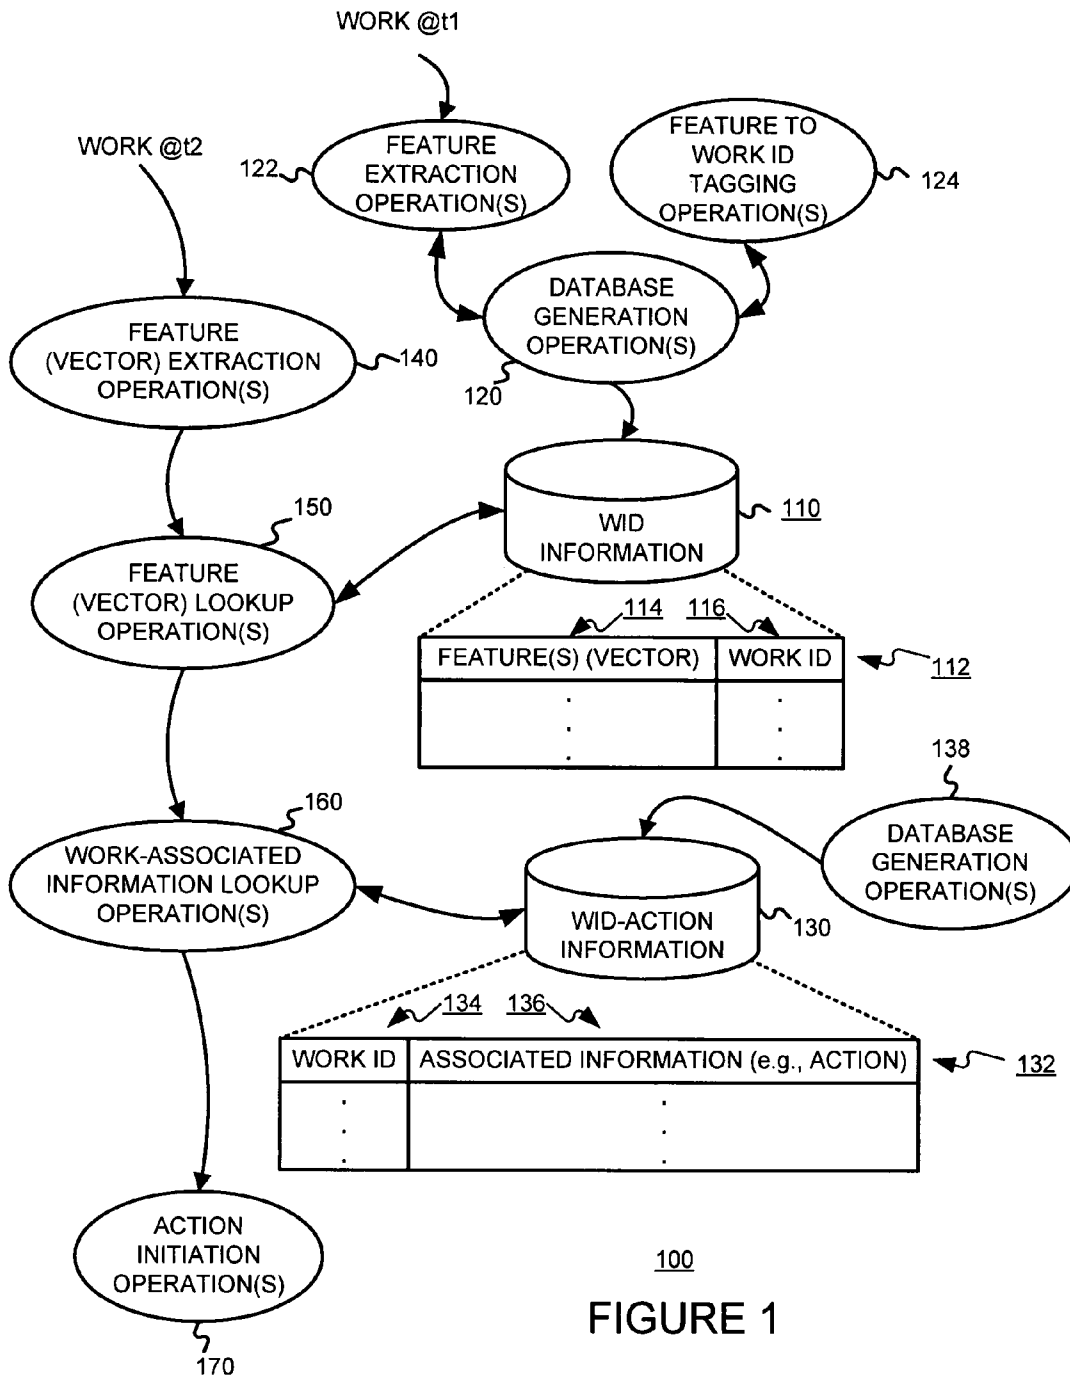 WORK @t1
WORK @t2
122
FEATURE
EXTRACTION
OPERATION(S)
FEATURE TO
WORK ID
TAGGING
OPERATION(S)
124
DATABASE
GENERATION
OPERATION(S)
120
FEATURE
(VECTOR) EXTRACTION
OPERATION(S)
140
WID
INFORMATION
110
150
FEATURE
(VECTOR) LOOKUP
OPERATION(S)
114
116
FEATURE(S) (VECTOR)
WORK ID
112
.
.
.
.
.
.
138
DATABASE
GENERATION
OPERATION(S)
160
WORK-ASSOCIATED
INFORMATION LOOKUP
OPERATION(S)
WID-ACTION
INFORMATION
130
134
136
WORK ID
ASSOCIATED INFORMATION (e.g., ACTION)
132
.
.
.
.
.
.
ACTION
INITIATION
OPERATION(S)
170
100
FIGURE 1